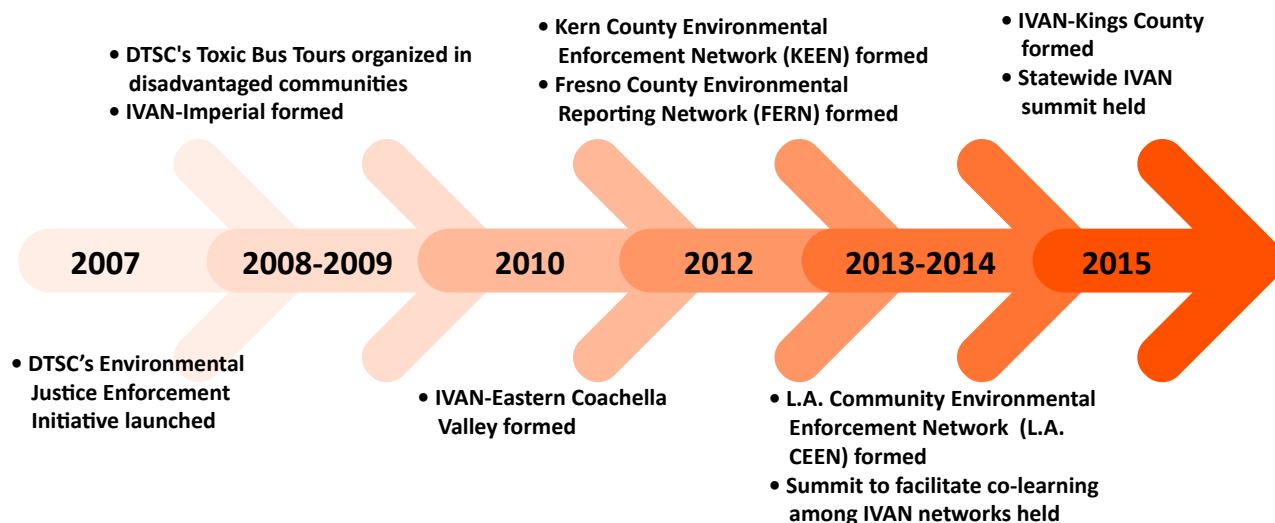 • DTSC's Toxic Bus Tours organized in
disadvantaged communities
• IVAN-Imperial formed
• Kern County Environmental
Enforcement Network (KEEN) formed
• Fresno County Environmental
Reporting Network (FERN) formed
• IVAN-Kings County
formed
• Statewide IVAN
summit held
2007
2008-2009
2010
2012
2013-2014
2015
• DTSC’s Environmental
Justice Enforcement
Initiative launched
• IVAN-Eastern Coachella
Valley formed
• L.A. Community Environmental
Enforcement Network (L.A.
CEEN) formed
• Summit to facilitate co-learning
among IVAN networks held